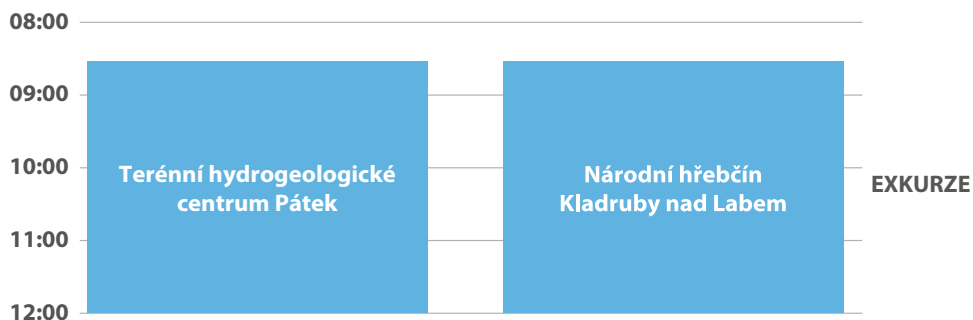 08:00
09:00
10:00
11:00
12:00
Terénní hydrogeologické
centrum Pátek
Národní hřebčín
Kladruby nad Labem
EXKURZE